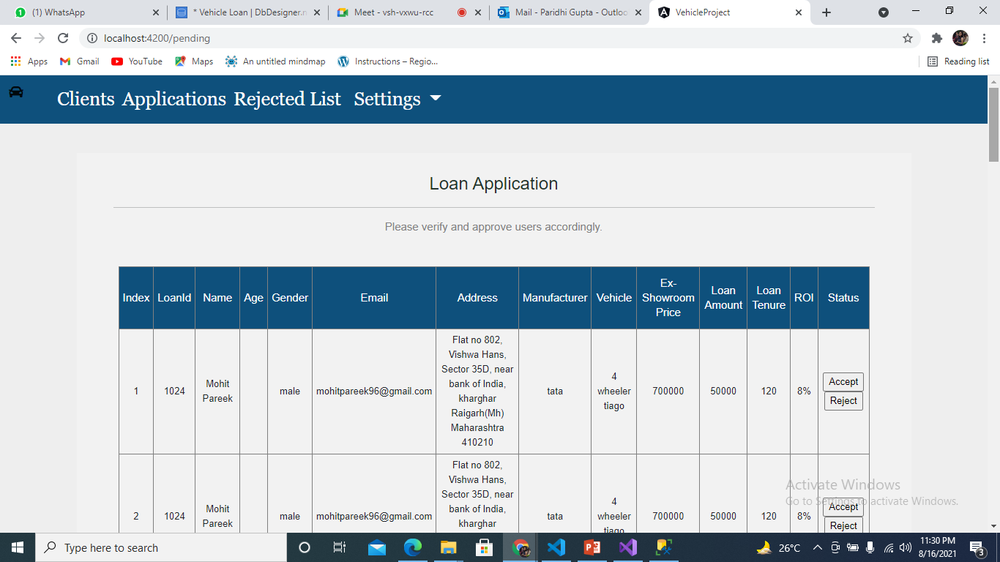 (1) WhatsApp
* Vehicle Loan | DbDesigner.n
Meet - vsh-vxwu-rcc
Mail - Paridhi Gupta - Outloo
VehicleProject
localhost:4200/pending
Apps
Gmail
YouTube
Maps
An untitled mindmap
Instructions – Regio...
Reading list
Clients Applications Rejected List Settings
Loan Application
Please verify and approve users accordingly.
Index
LoanId
Name
Age
Gender
Email
Address
Manufacturer
Vehicle
Ex-
Showroom
Price
Loan
Amount
Loan
Tenure
ROI
Status
1
1024
Mohit
Pareek
male
mohitpareek96@gmail.com
Flat no 802,
Vishwa Hans,
Sector 35D, near
bank of India,
kharghar
Raigarh(Mh)
Maharashtra
410210
tata
4
wheeler
tiago
700000
50000
120
8%
Accept
Reject
2
1024
Mohit
Pareek
male
mohitpareek96@gmail.com
Flat no 802,
Vishwa Hans,
Sector 35D, near
bank of India,
kharghar
tata
4
wheeler
tiago
700000
50000
120
8%
Accept
Reject
Activate Windows
Go to Settings to activate Windows.
Type here to search
26°C
11:30 PM
8/16/2021
3